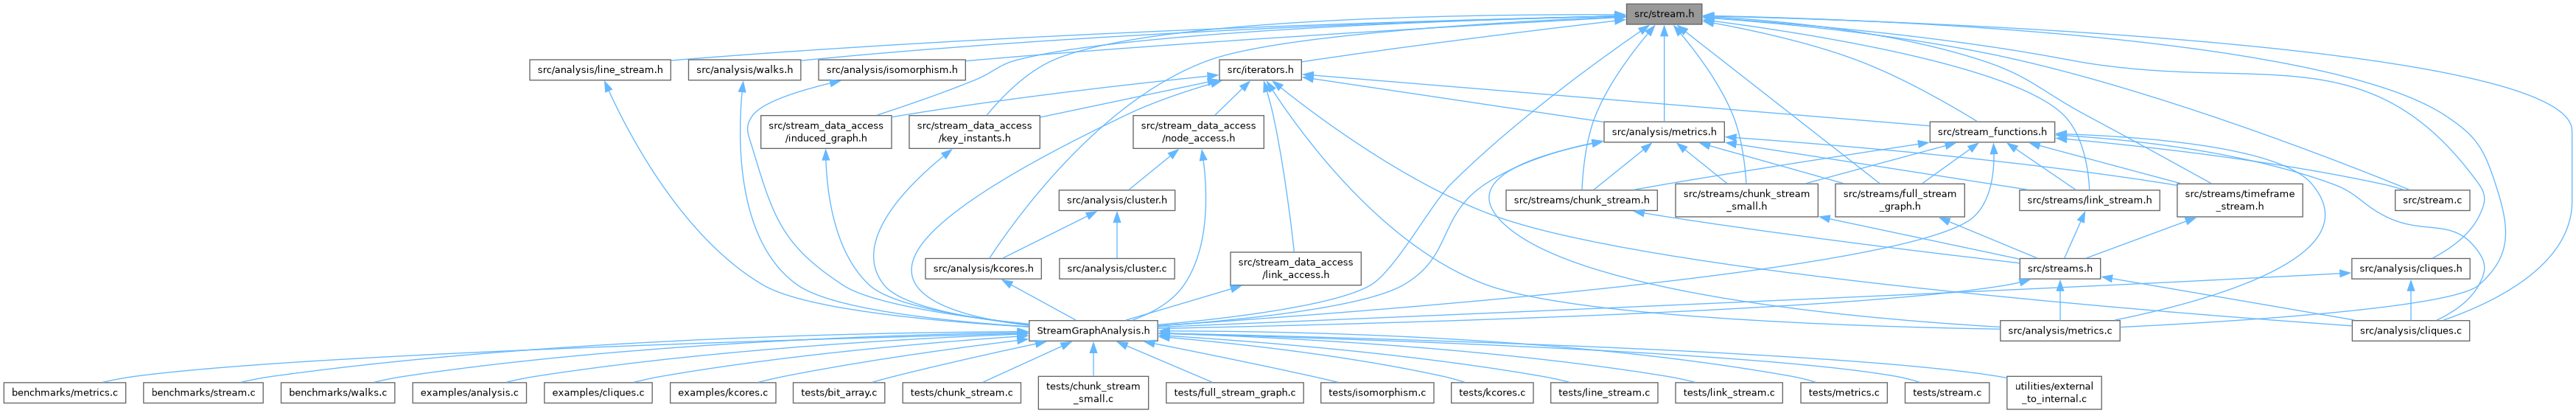 src/stream.h
src/analysis/line_stream.h
src/analysis/walks.h
src/analysis/isomorphism.h
src/iterators.h
src/stream_data_access
/induced_graph.h
src/stream_data_access
/key_instants.h
src/stream_data_access
/node_access.h
src/analysis/metrics.h
src/stream_functions.h
src/analysis/cluster.h
src/streams/chunk_stream.h
src/streams/chunk_stream
_small.h
src/streams/full_stream
_graph.h
src/streams/link_stream.h
src/streams/timeframe
_stream.h
src/stream.c
src/analysis/kcores.h
src/analysis/cluster.c
src/stream_data_access
/link_access.h
src/streams.h
src/analysis/cliques.h
StreamGraphAnalysis.h
src/analysis/metrics.c
src/analysis/cliques.c
benchmarks/metrics.c
benchmarks/stream.c
benchmarks/walks.c
examples/analysis.c
examples/cliques.c
examples/kcores.c
tests/bit_array.c
tests/chunk_stream.c
tests/chunk_stream
_small.c
tests/full_stream_graph.c
tests/isomorphism.c
tests/kcores.c
tests/line_stream.c
tests/link_stream.c
tests/metrics.c
tests/stream.c
utilities/external
_to_internal.c